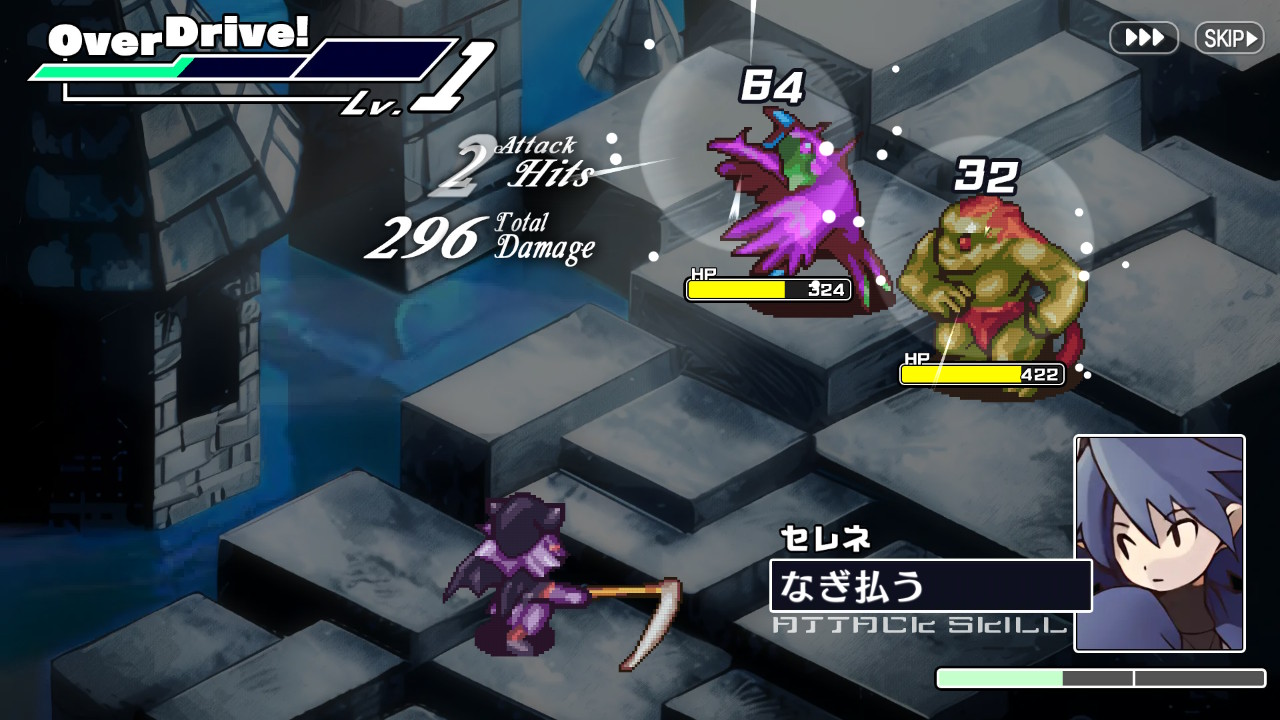 OverDrive!
Lv. 1
SKIP
2 Attack Hits
296 Total Damage
64
HP
324
32
HP
422
セレネ
なぎ払う
ATTACK SKILL